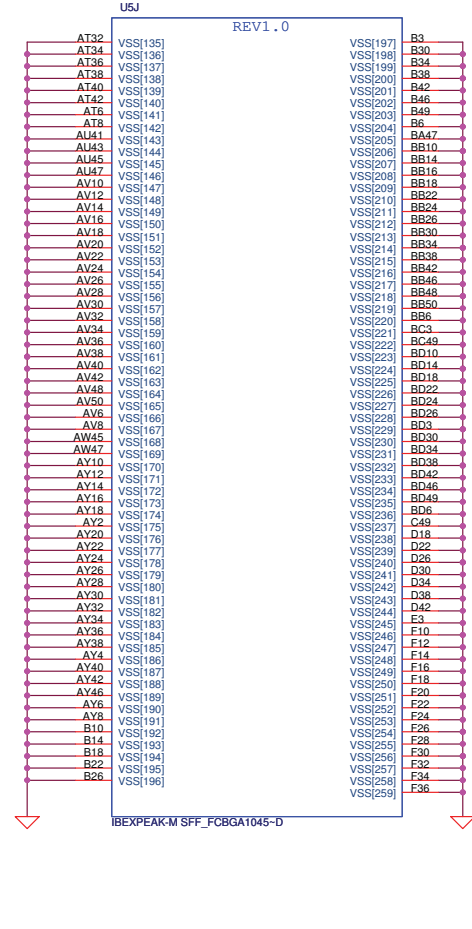 U5J
REV1.0
AT32 VSS[135] VSS[197] B3
AT34 VSS[136] VSS[198] B30
AT36 VSS[137] VSS[199] B34
AT38 VSS[138] VSS[200] B38
AT40 VSS[139] VSS[201] B42
AT42 VSS[140] VSS[202] B46
AT6 VSS[141] VSS[203] B49
AT8 VSS[142] VSS[204] B6
AU41 VSS[143] VSS[205] BA47
AU43 VSS[144] VSS[206] BB10
AU45 VSS[145] VSS[207] BB14
AU47 VSS[146] VSS[208] BB16
AV10 VSS[147] VSS[209] BB18
AV12 VSS[148] VSS[210] BB22
AV14 VSS[149] VSS[211] BB24
AV16 VSS[150] VSS[212] BB26
AV18 VSS[151] VSS[213] BB30
AV20 VSS[152] VSS[214] BB34
AV22 VSS[153] VSS[215] BB38
AV24 VSS[154] VSS[216] BB42
AV26 VSS[155] VSS[217] BB46
AV28 VSS[156] VSS[218] BB48
AV30 VSS[157] VSS[219] BB50
AV32 VSS[158] VSS[220] BB6
AV34 VSS[159] VSS[221] BC3
AV36 VSS[160] VSS[222] BC49
AV38 VSS[161] VSS[223] BD10
AV40 VSS[162] VSS[224] BD14
AV42 VSS[163] VSS[225] BD18
AV48 VSS[164] VSS[226] BD22
AV50 VSS[165] VSS[227] BD24
AV6 VSS[166] VSS[228] BD26
AV8 VSS[167] VSS[229] BD3
AW45 VSS[168] VSS[230] BD30
AW47 VSS[169] VSS[231] BD34
AY10 VSS[170] VSS[232] BD38
AY12 VSS[171] VSS[233] BD42
AY14 VSS[172] VSS[234] BD46
AY16 VSS[173] VSS[235] BD49
AY18 VSS[174] VSS[236] BD6
AY2 VSS[175] VSS[237] C49
AY20 VSS[176] VSS[238] D18
AY22 VSS[177] VSS[239] D22
AY24 VSS[178] VSS[240] D26
AY26 VSS[179] VSS[241] D30
AY28 VSS[180] VSS[242] D34
AY30 VSS[181] VSS[243] D38
AY32 VSS[182] VSS[244] D42
AY34 VSS[183] VSS[245] E3
AY36 VSS[184] VSS[246] F10
AY38 VSS[185] VSS[247] F12
AY4 VSS[186] VSS[248] F14
AY40 VSS[187] VSS[249] F16
AY42 VSS[188] VSS[250] F18
AY46 VSS[189] VSS[251] F20
AY6 VSS[190] VSS[252] F22
AY8 VSS[191] VSS[253] F24
B10 VSS[192] VSS[254] F26
B14 VSS[193] VSS[255] F28
B18 VSS[194] VSS[256] F30
B22 VSS[195] VSS[257] F32
B26 VSS[196] VSS[258] F34
VSS[259] F36
IBEXPEAK-M SFF_FCBGA1045~D